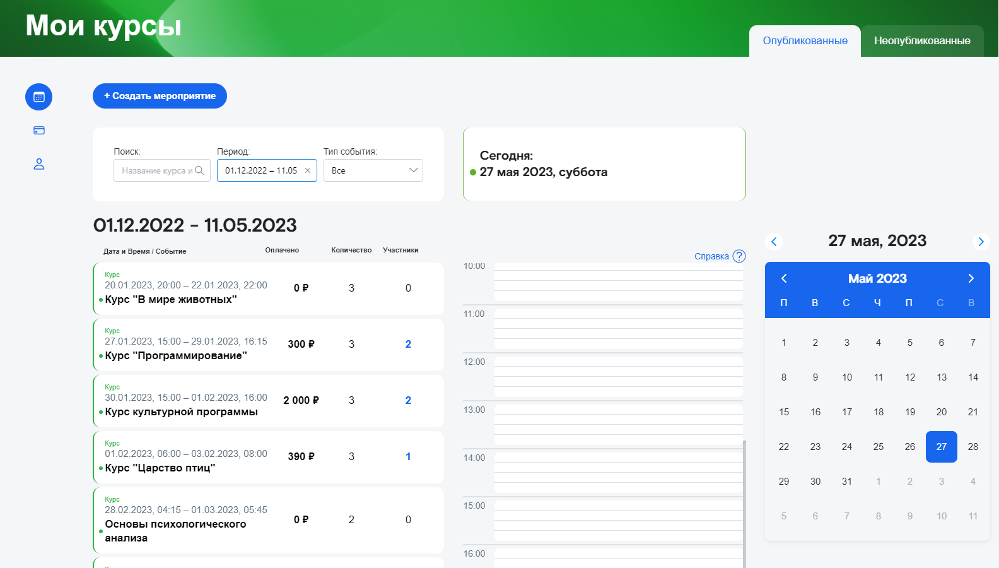 Мои курсы
Опубликованные
Неопубликованные
+ Создать мероприятие
Поиск:
Период:
Тип события:
Название курса и
01.12.2022 – 11.05
Все
Сегодня:
27 мая 2023, суббота
01.12.2022 – 11.05.2023
Дата и Время / Событие
Оплачено
Количество
Участники
Курс
20.01.2023, 20:00 – 22.01.2023, 22:00
Курс "В мире животных"
0 ₽
3
0
Курс
27.01.2023, 15:00 – 29.01.2023, 16:15
Курс "Программирование"
300 ₽
3
2
Курс
30.01.2023, 15:00 – 01.02.2023, 16:00
Курс культурной программы
2 000 ₽
3
2
Курс
01.02.2023, 06:00 – 03.02.2023, 08:00
Курс "Царство птиц"
390 ₽
3
1
Курс
28.02.2023, 04:15 – 01.03.2023, 05:45
Основы психологического
анализа
0 ₽
2
0
Справка ?
10:00
11:00
12:00
13:00
14:00
15:00
16:00
27 мая, 2023
Май 2023
П В С Ч П С В
1 2 3 4 5 6 7
8 9 10 11 12 13 14
15 16 17 18 19 20 21
22 23 24 25 26 27 28
29 30 31 1 2 3 4
5 6 7 8 9 10 11